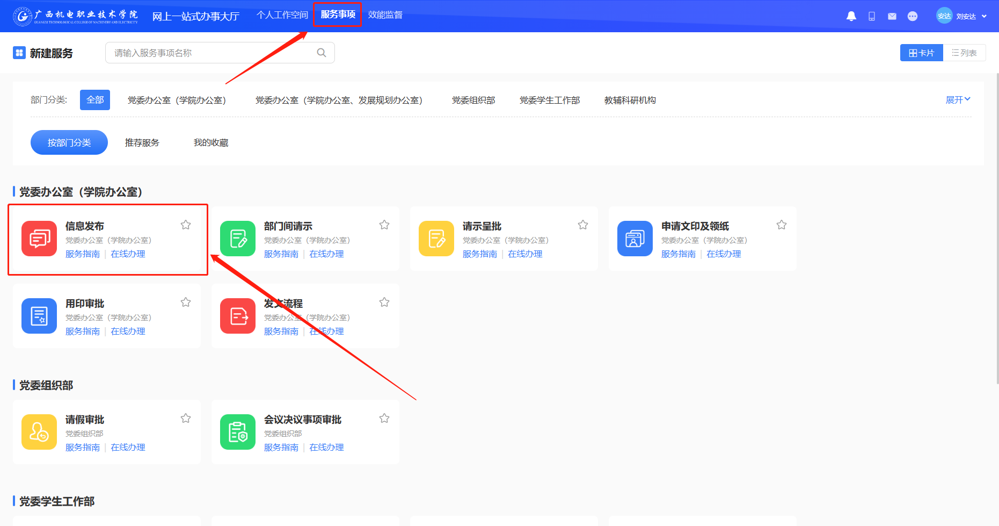 广西机电职业技术学院
GUANGXI TECHNOLOGICAL COLLEGE OF MACHINERY AND ELECTRICITY
网上一站式办事大厅
个人工作空间 服务事项 效能监督
安达 刘安达
新建服务
请输入服务事项名称
卡片 列表
部门分类: 全部 党委办公室（学院办公室） 党委办公室（学院办公室、发展规划办公室） 党委组织部 党委学生工作部 教辅科研机构 展开
按部门分类 推荐服务 我的收藏
党委办公室（学院办公室）
信息发布
党委办公室（学院办公室）
服务指南 | 在线办理
部门间请示
党委办公室（学院办公室）
服务指南 | 在线办理
请示呈批
党委办公室（学院办公室）
服务指南 | 在线办理
申请文印及领纸
党委办公室（学院办公室）
服务指南 | 在线办理
用印审批
党委办公室（学院办公室）
服务指南 | 在线办理
发文流程
党委办公室（学院办公室）
服务指南 | 在线办理
党委组织部
请假审批
党委组织部
服务指南 | 在线办理
会议决议事项审批
党委组织部
服务指南 | 在线办理
党委学生工作部